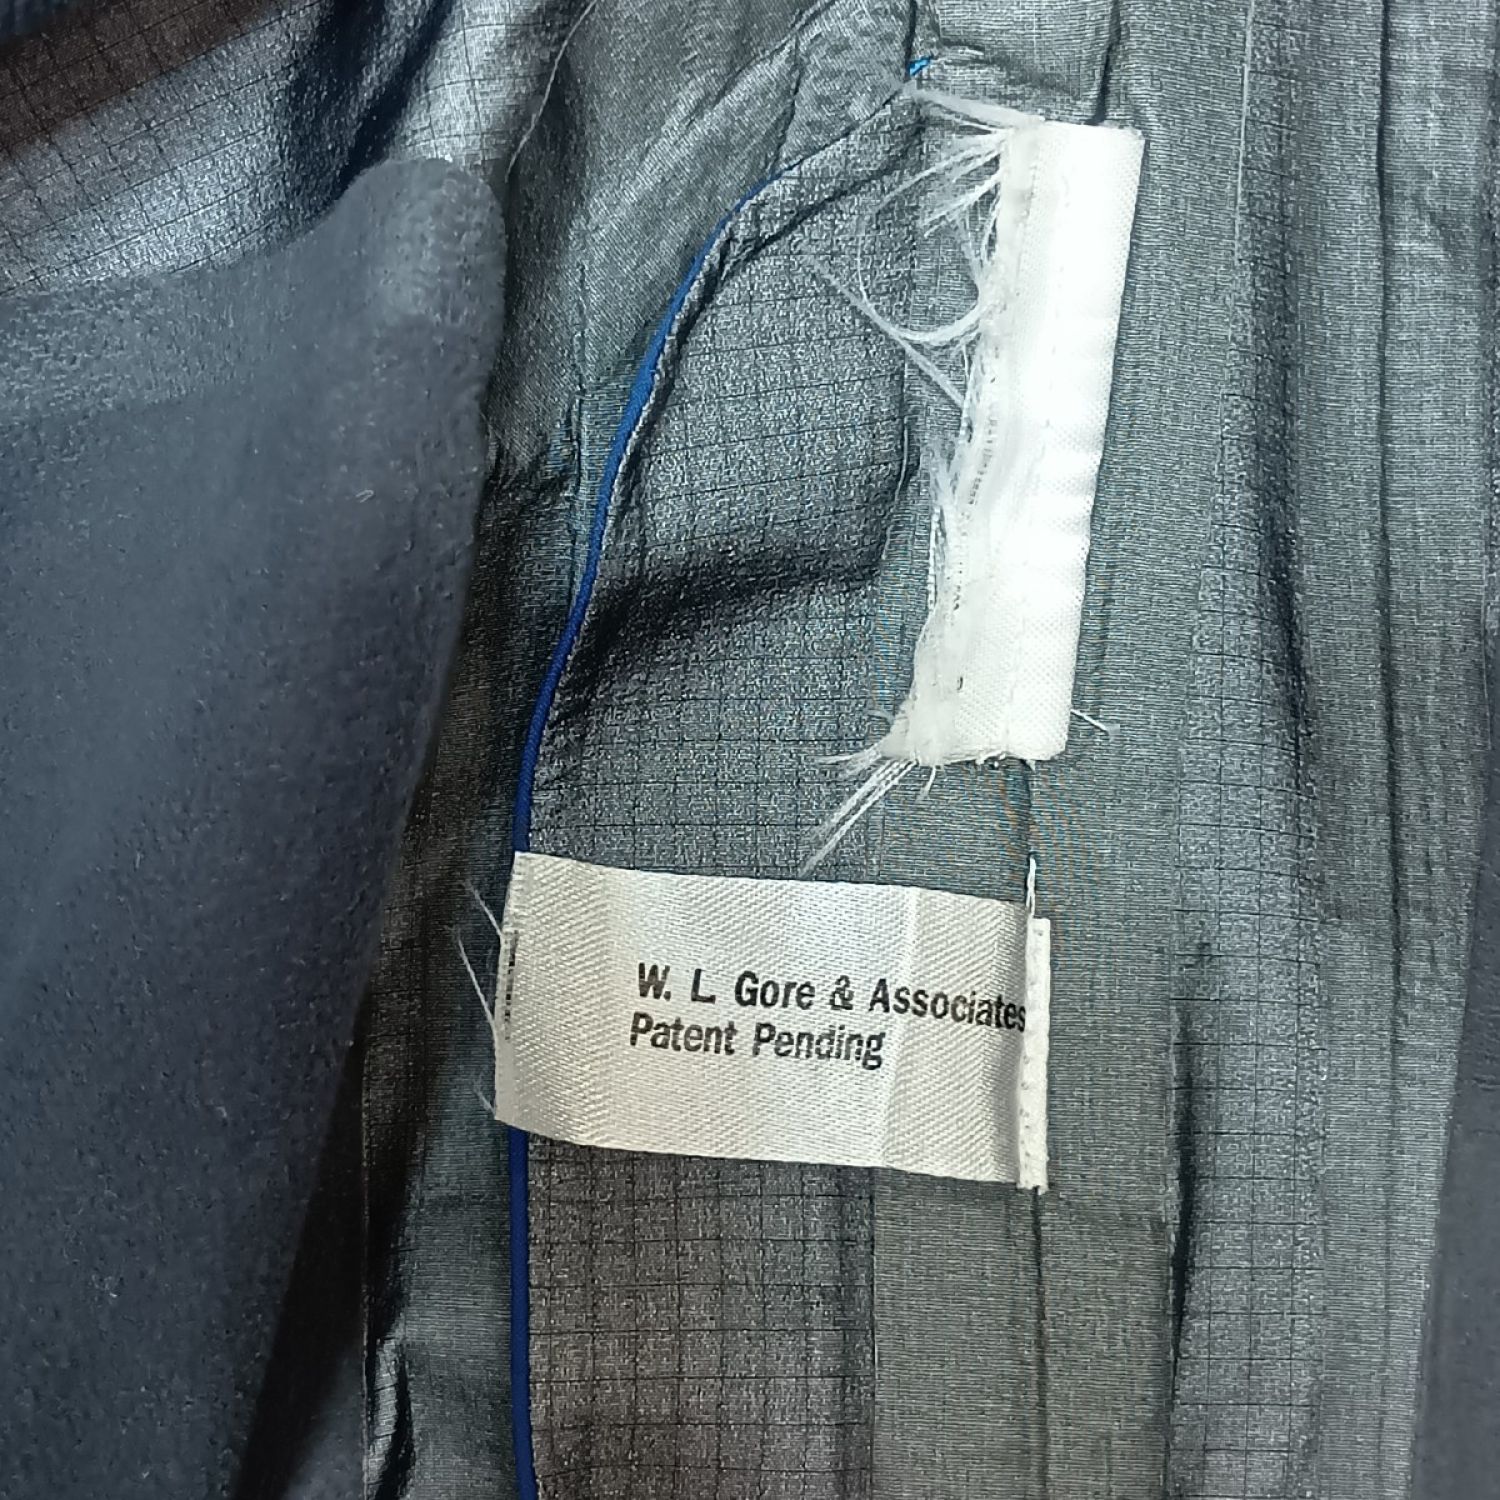 W. L. Gore & Associates
Patent Pending